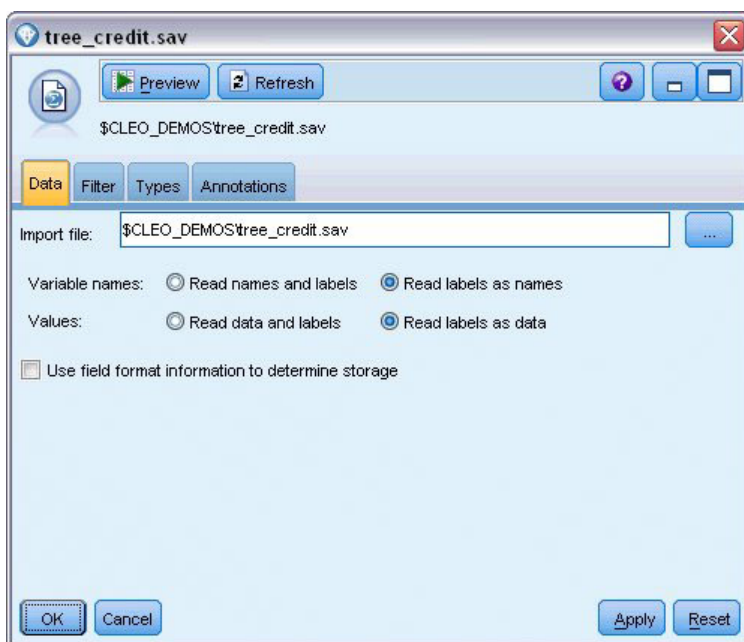 tree_credit.sav
Preview Refresh
$CLEO_DEMOS\tree_credit.sav
Data Filter Types Annotations
Import file: $CLEO_DEMOS\tree_credit.sav ...
Variable names: Read names and labels Read labels as names
Values: Read data and labels Read labels as data
Use field format information to determine storage
OK Cancel Apply Reset